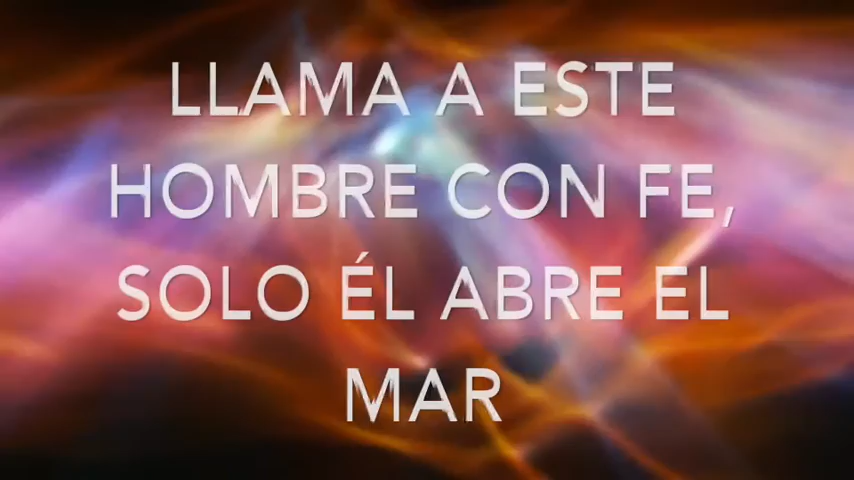 LLAMA A ESTE
HOMBRE CON FE,
SOLO ÉL ABRE EL
MAR